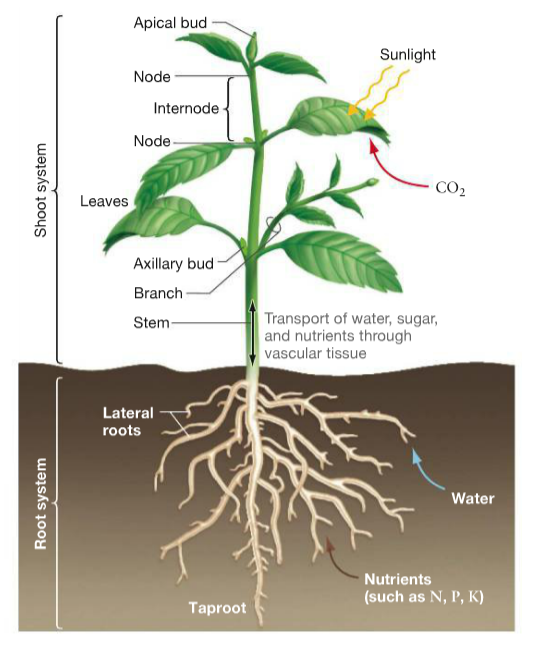 Apical bud
Sunlight
Node
Internode
Node
CO₂
Shoot system
Leaves
Axillary bud
Branch
Stem
Transport of water, sugar,
and nutrients through
vascular tissue
Lateral
roots
Root system
Water
Nutrients
(such as N, P, K)
Taproot